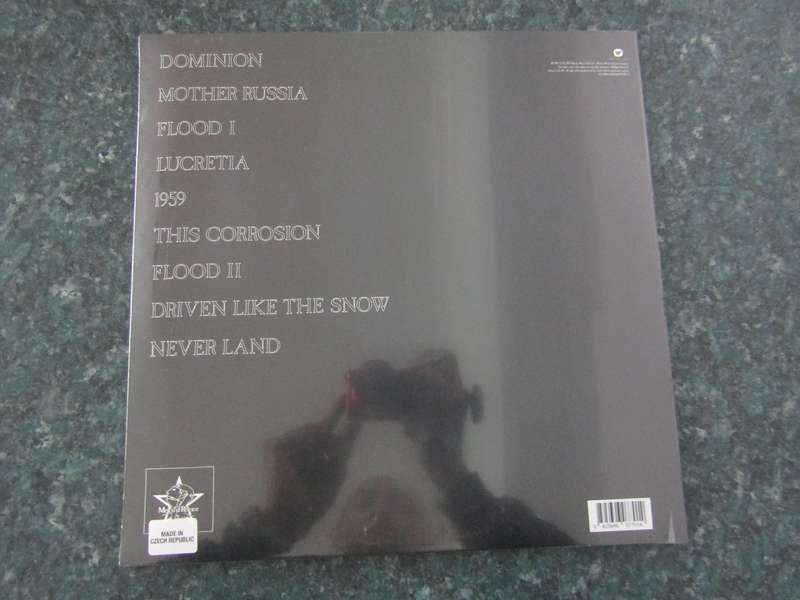 DOMINION
MOTHER RUSSIA
FLOOD I
LUCRETIA
1959
THIS CORROSION
FLOOD II
DRIVEN LIKE THE SNOW
NEVER LAND
MADE IN
CZECH REPUBLIC